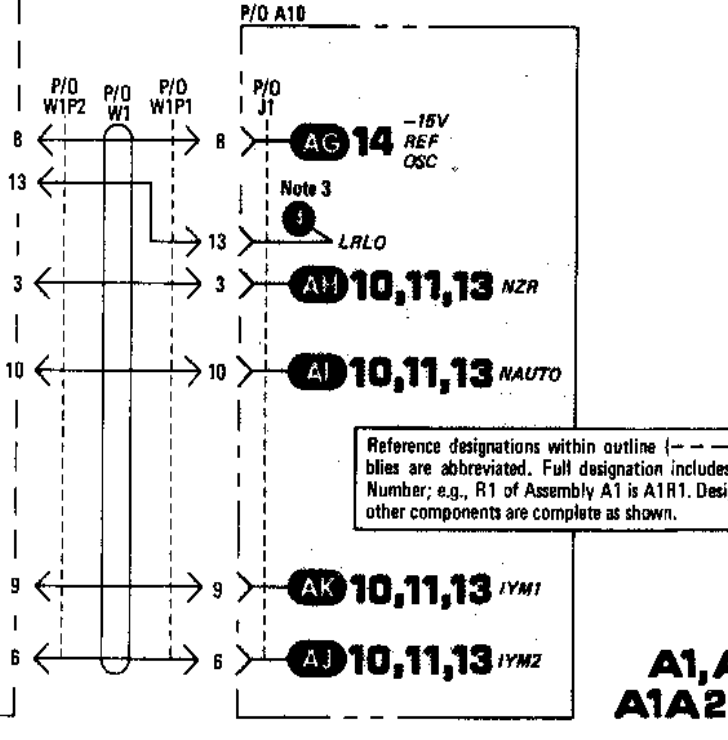 P/O A10
P/O W1P2
P/O W1
P/O W1P1
P/O J1
8 8 AG 14 -15V REF OSC
13
Note 3
13 LRLO
3 3 AH 10,11,13 NZR
10 10 AI 10,11,13 NAUTO
Reference designations within outline (— — —
blies are abbreviated. Full designation includes
Number; e.g., R1 of Assembly A1 is A1R1. Desi
other components are complete as shown.
9 9 AK 10,11,13 IYM1
6 6 AJ 10,11,13 IYM2
A1,A
A1A2